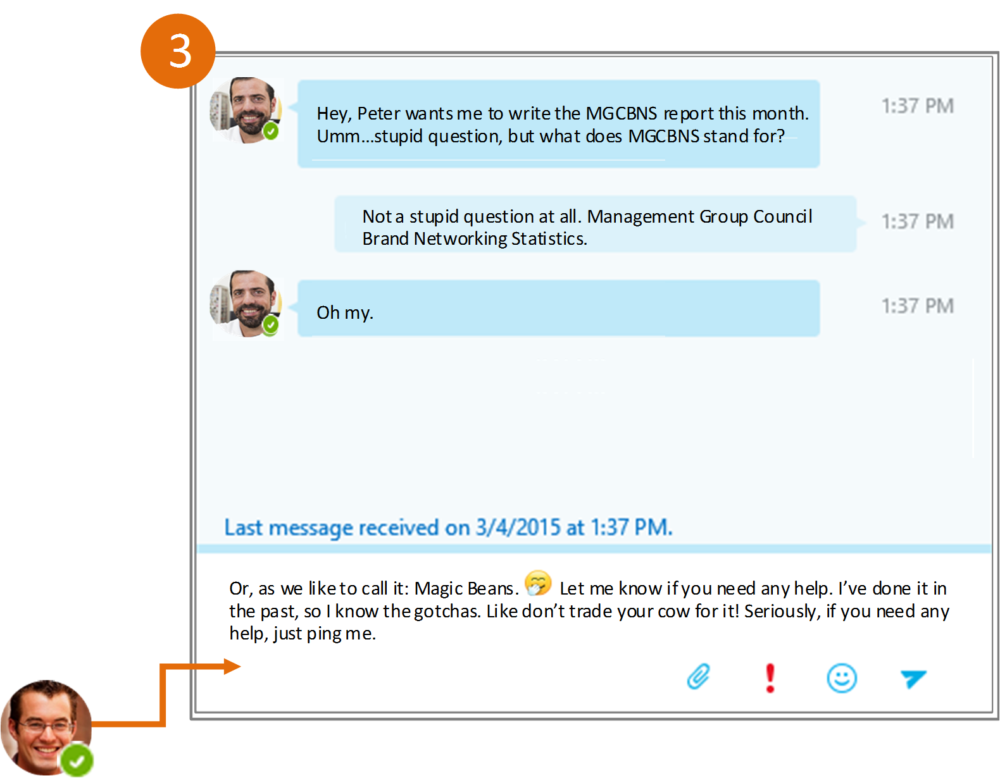 3
Hey, Peter wants me to write the MGCBNS report this month.
1:37 PM
Umm...stupid question, but what does MGCBNS stand for?
Not a stupid question at all. Management Group Council
1:37 PM
Brand Networking Statistics.
Oh my.
1:37 PM
Last message received on 3/4/2015 at 1:37 PM.
Or, as we like to call it: Magic Beans. 🤭 Let me know if you need any help. I’ve done it in
the past, so I know the gotchas. Like don’t trade your cow for it! Seriously, if you need any
help, just ping me.